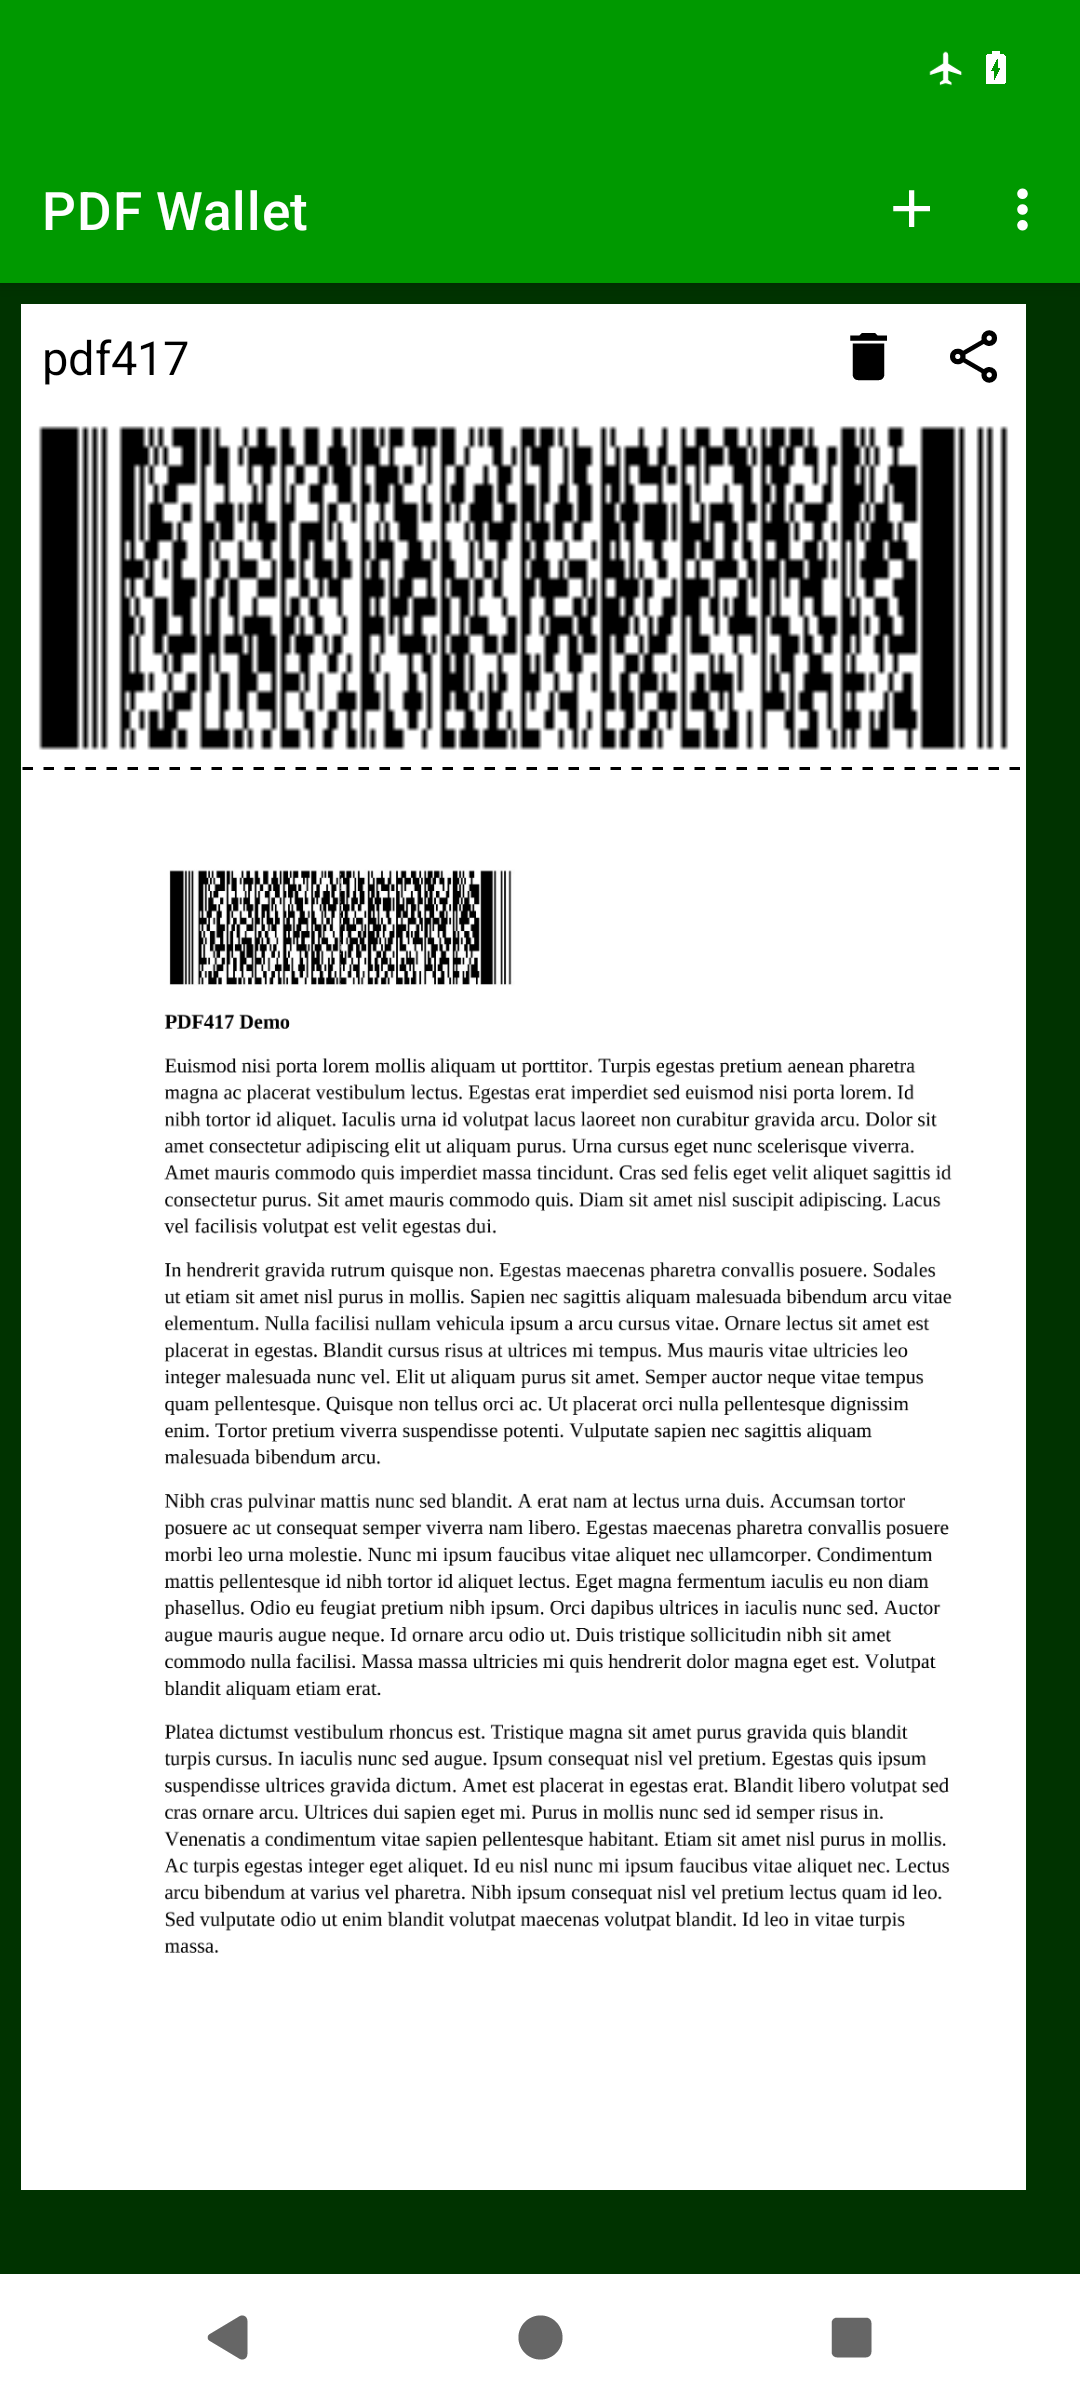 PDF Wallet
pdf417
PDF417 Demo
Euismod nisi porta lorem mollis aliquam ut porttitor. Turpis egestas pretium aenean pharetra
magna ac placerat vestibulum lectus. Egestas erat imperdiet sed euismod nisi porta lorem. Id
nibh tortor id aliquet. Iaculis urna id volutpat lacus laoreet non curabitur gravida arcu. Dolor sit
amet consectetur adipiscing elit ut aliquam purus. Urna cursus eget nunc scelerisque viverra.
Amet mauris commodo quis imperdiet massa tincidunt. Cras sed felis eget velit aliquet sagittis id
consectetur purus. Sit amet mauris commodo quis. Diam sit amet nisl suscipit adipiscing. Lacus
vel facilisis volutpat est velit egestas dui.
In hendrerit gravida rutrum quisque non. Egestas maecenas pharetra convallis posuere. Sodales
ut etiam sit amet nisl purus in mollis. Sapien nec sagittis aliquam malesuada bibendum arcu vitae
elementum. Nulla facilisi nullam vehicula ipsum a arcu cursus vitae. Ornare lectus sit amet est
placerat in egestas. Blandit cursus risus at ultrices mi tempus. Mus mauris vitae ultricies leo
integer malesuada nunc vel. Elit ut aliquam purus sit amet. Semper auctor neque vitae tempus
quam pellentesque. Quisque non tellus orci ac. Ut placerat orci nulla pellentesque dignissim
enim. Tortor pretium viverra suspendisse potenti. Vulputate sapien nec sagittis aliquam
malesuada bibendum arcu.
Nibh cras pulvinar mattis nunc sed blandit. A erat nam at lectus urna duis. Accumsan tortor
posuere ac ut consequat semper viverra nam libero. Egestas maecenas pharetra convallis posuere
morbi leo urna molestie. Nunc mi ipsum faucibus vitae aliquet nec ullamcorper. Condimentum
mattis pellentesque id nibh tortor id aliquet lectus. Eget magna fermentum iaculis eu non diam
phasellus. Odio eu feugiat pretium nibh ipsum. Orci dapibus ultrices in iaculis nunc sed. Auctor
augue mauris augue neque. Id ornare arcu odio ut. Duis tristique sollicitudin nibh sit amet
commodo nulla facilisi. Massa massa ultricies mi quis hendrerit dolor magna eget est. Volutpat
blandit aliquam etiam erat.
Platea dictumst vestibulum rhoncus est. Tristique magna sit amet purus gravida quis blandit
turpis cursus. In iaculis nunc sed augue. Ipsum consequat nisl vel pretium. Egestas quis ipsum
suspendisse ultrices gravida dictum. Amet est placerat in egestas erat. Blandit libero volutpat sed
cras ornare arcu. Ultrices dui sapien eget mi. Purus in mollis nunc sed id semper risus in.
Venenatis a condimentum vitae sapien pellentesque habitant. Etiam sit amet nisl purus in mollis.
Ac turpis egestas integer eget aliquet. Id eu nisl nunc mi ipsum faucibus vitae aliquet nec. Lectus
arcu bibendum at varius vel pharetra. Nibh ipsum consequat nisl vel pretium lectus quam id leo.
Sed vulputate odio ut enim blandit volutpat maecenas volutpat blandit. Id leo in vitae turpis
massa.